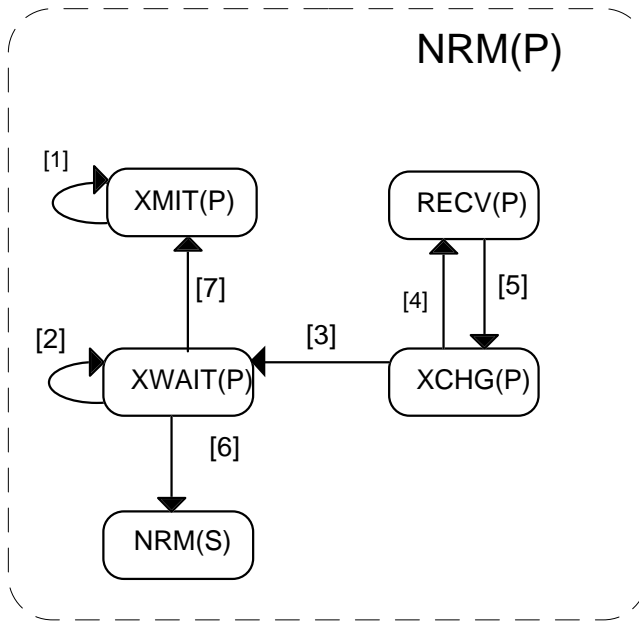 NRM(P)
[1]
XMIT(P)
RECV(P)
[7]
[4]
[5]
[2]
[3]
XWAIT(P)
XCHG(P)
[6]
NRM(S)